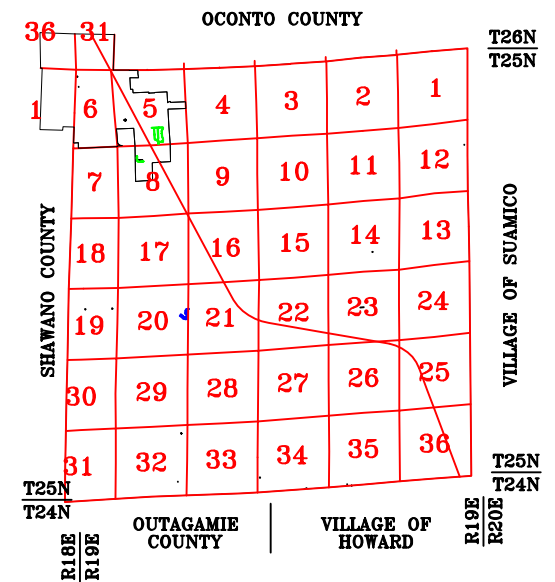 OCONTO COUNTY
36 31
T26N
T25N
1 6 5 4 3 2 1
7 8 9 10 11 12
18 17 16 15 14 13
19 20 21 22 23 24
30 29 28 27 26 25
31 32 33 34 35 36
SHAWANO COUNTY
VILLAGE OF SUAMICO
T25N
T24N
T25N
T24N
R18E
R19E
OUTAGAMIE
COUNTY
VILLAGE OF
HOWARD
R19E
R20E